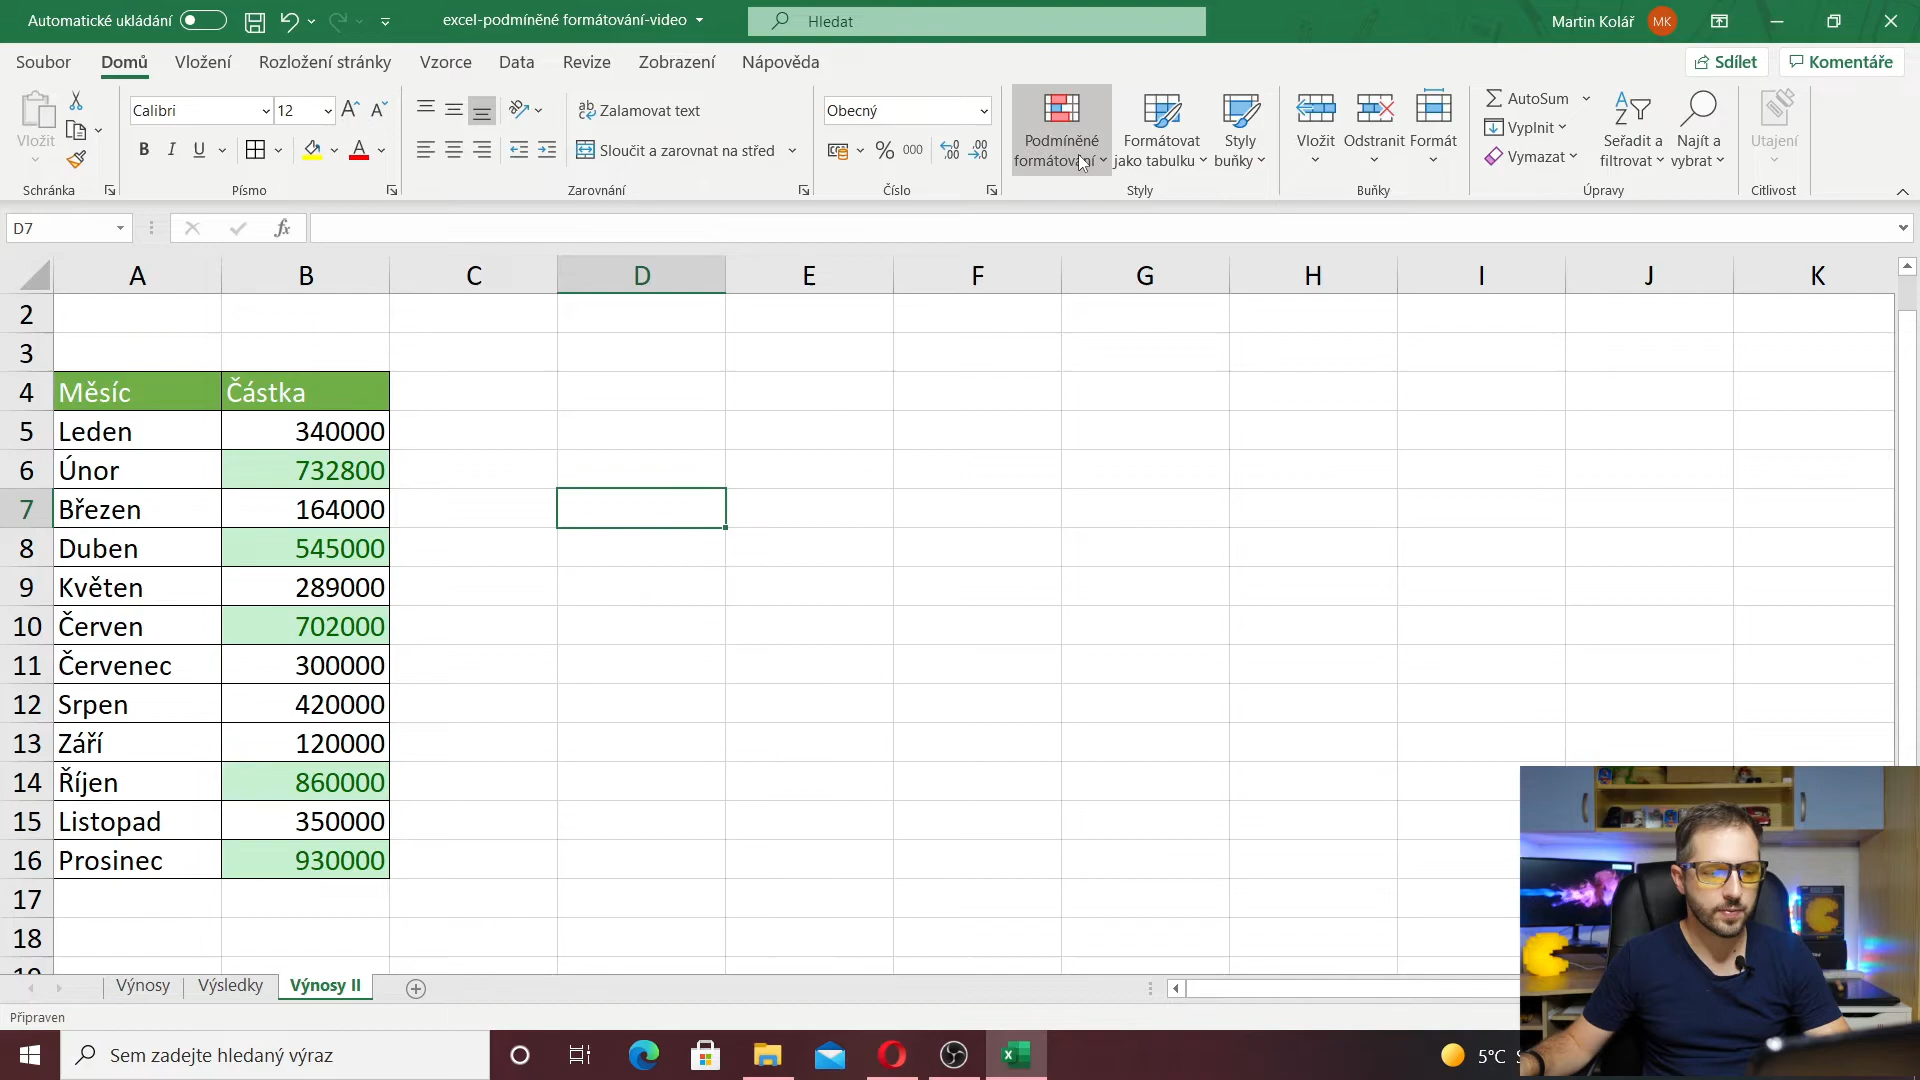 Automatické ukládání
excel-podmíněné formátování-video
Hledat
Martin Kolář
MK
Soubor
Domů
Vložení
Rozložení stránky
Vzorce
Data
Revize
Zobrazení
Nápověda
Sdílet
Komentáře
Vložit
Schránka
Calibri
12
B
I
U
A
Písmo
Zalamovat text
Sloučit a zarovnat na střed
Zarovnání
Obecný
%
000
Číslo
Podmíněné
formátování
Formátovat
jako tabulku
Styly
buňky
Styly
Vložit
Odstranit
Formát
Buňky
AutoSum
Vyplnit
Vymazat
Seřadit a
filtrovat
Najít a
vybrat
Úpravy
Utajení
Citlivost
D7
fx
A B C D E F G H I J K
2
3
4 Měsíc Částka
5 Leden 340000
6 Únor 732800
7 Březen 164000
8 Duben 545000
9 Květen 289000
10 Červen 702000
11 Červenec 300000
12 Srpen 420000
13 Září 120000
14 Říjen 860000
15 Listopad 350000
16 Prosinec 930000
17
18
Výnosy
Výsledky
Výnosy II
Připraven
Sem zadejte hledaný výraz
5°C